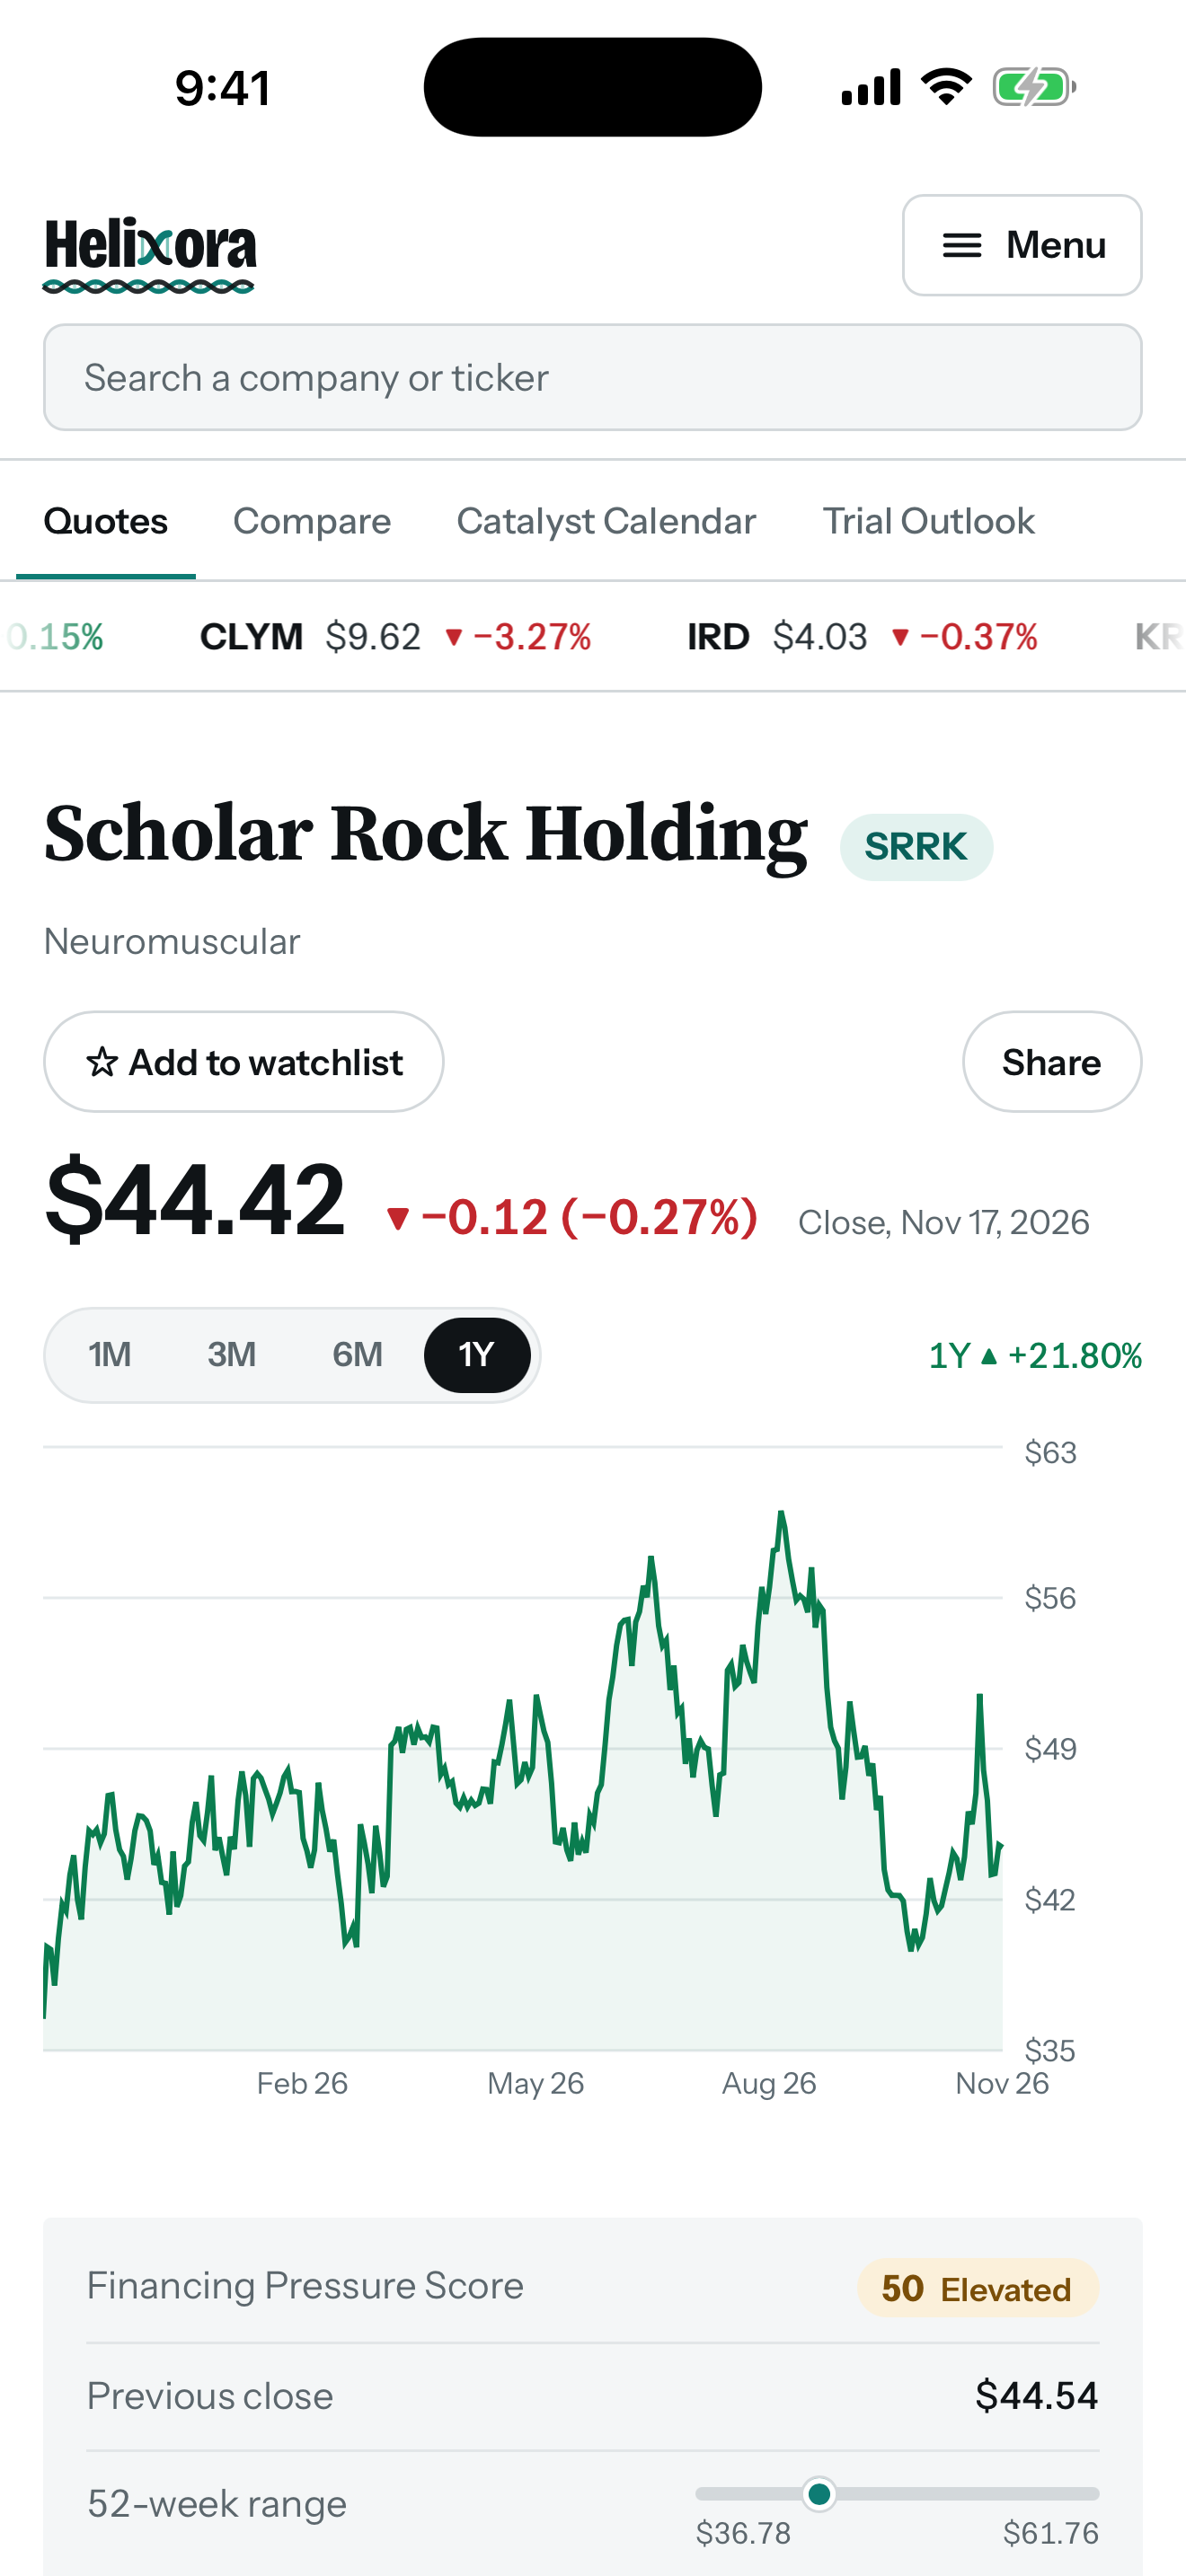 9:41
Helixora
Menu
Search a company or ticker
Quotes Compare Catalyst Calendar Trial Outlook
0.15% CLYM $9.62 ▼ −3.27% IRD $4.03 ▼ −0.37% KR
Scholar Rock Holding SRRK
Neuromuscular
☆ Add to watchlist Share
$44.42 ▼ −0.12 (−0.27%) Close, Nov 17, 2026
1M 3M 6M 1Y 1Y ▲ +21.80%
$63
$56
$49
$42
$35
Feb 26 May 26 Aug 26 Nov 26
Financing Pressure Score 50 Elevated
Previous close $44.54
52-week range
$36.78 $61.76